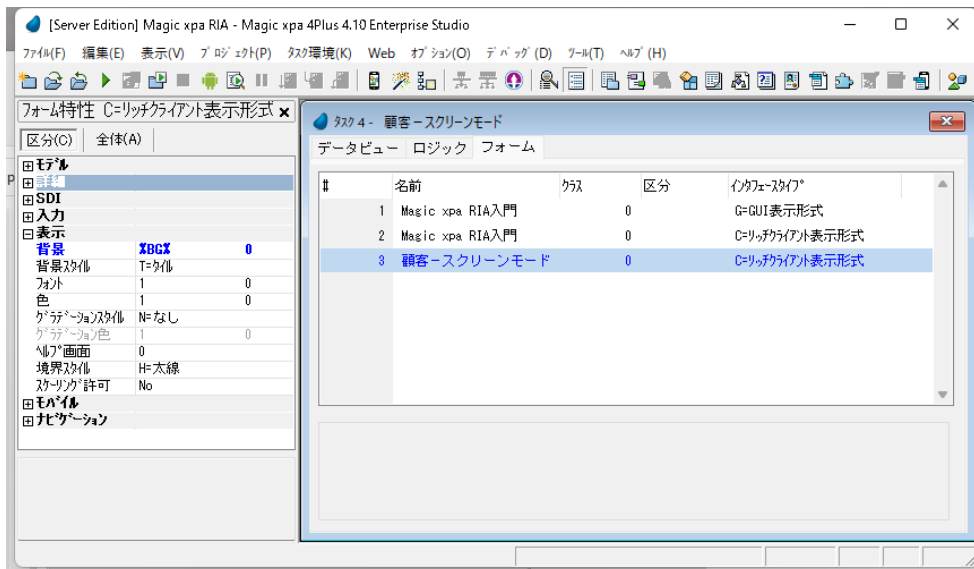 [Server Edition] Magic xpa RIA - Magic xpa 4Plus 4.10 Enterprise Studio
ﾌｧｲﾙ(F) 編集(E) 表示(V) ﾌﾟﾛｼﾞｪｸﾄ(P) ﾀｽｸ環境(K) Web ｵﾌﾟｼｮﾝ(O) ﾃﾞﾊﾞｯｸﾞ(D) ﾂｰﾙ(T) ﾍﾙﾌﾟ(H)
ﾌｫｰﾑ特性 C=ﾘｯﾁｸﾗｲｱﾝﾄ表示形式
区分(C) 全体(A)
ﾓﾃﾞﾙ
詳細
SDI
入力
表示
背景 %BG% 0
背景ｽﾀｲﾙ T=ﾀｲﾙ
ﾌｫﾝﾄ 1 0
色 1 0
ｸﾞﾗﾃﾞｰｼｮﾝｽﾀｲﾙ N=なし
ｸﾞﾗﾃﾞｰｼｮﾝ色 1 0
ﾍﾙﾌﾟ画面 0
境界ｽﾀｲﾙ H=太線
ｽｹｰﾘﾝｸﾞ許可 No
ﾓﾊﾞｲﾙ
ﾅﾋﾞｹﾞｰｼｮﾝ
ﾀｽｸ 4 - 顧客－スクリーンモード
データビュー ロジック フォーム
# 名前 ｸﾗｽ 区分 ｲﾝﾀﾌｪｰｽﾀｲﾌﾟ
1 Magic xpa RIA入門 0 G=GUI表示形式
2 Magic xpa RIA入門 0 C=ﾘｯﾁｸﾗｲｱﾝﾄ表示形式
3 顧客－スクリーンモード 0 C=ﾘｯﾁｸﾗｲｱﾝﾄ表示形式